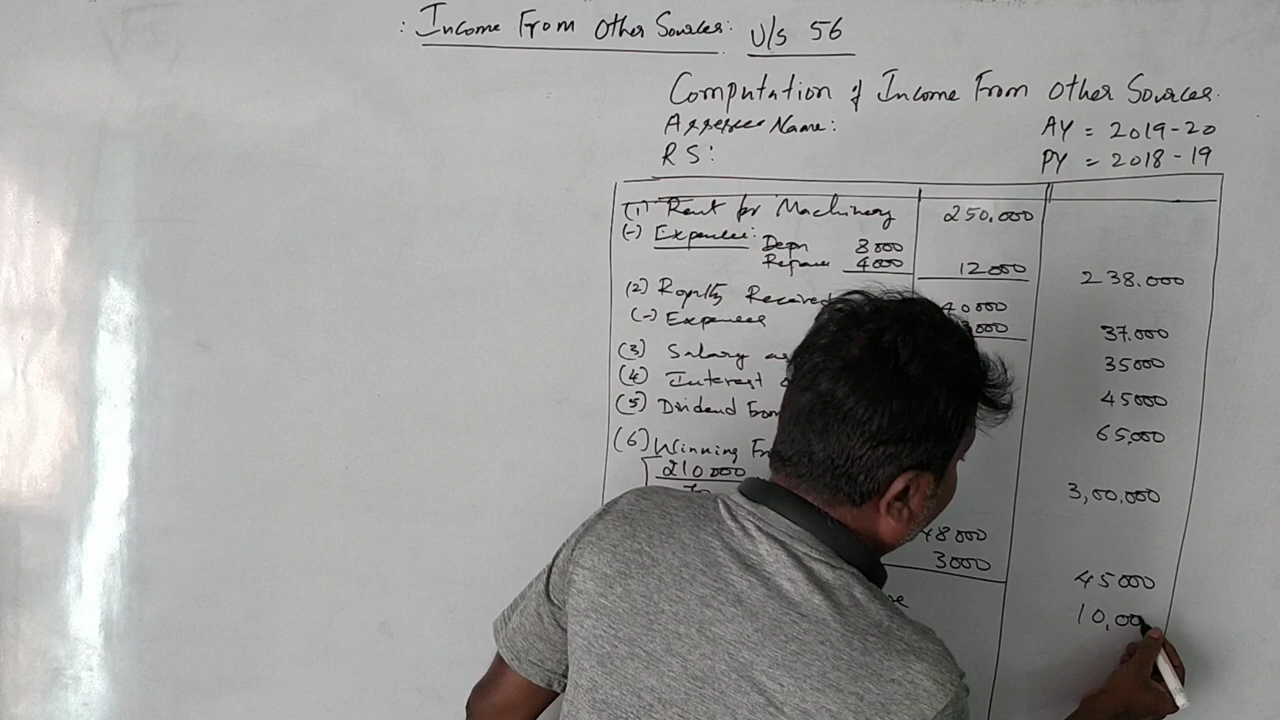 : Income From Other Sources: U/s 56
Computation of Income From Other Sources.
Assessee Name: AY = 2019-20
RS: PY = 2018-19
(1) Rent for Machinery 250,000
(-) Expenses: Depn 8000
Repairs 4000 12000 238.000
(2) Royalty Received 40000
(-) Expenses 3000 37.000
(3) Salary as 35000
(4) Interest 45000
(5) Dividend From 65,000
(6) Winning
210000 3,00,000
48000
3000 45000
10,00